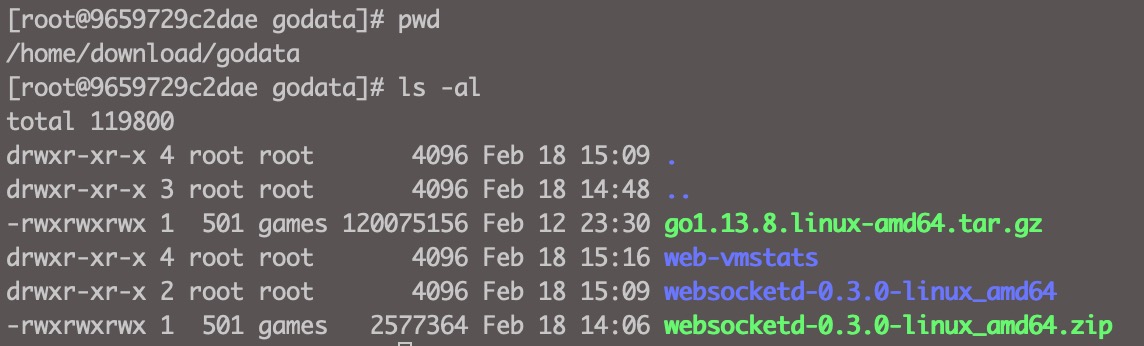 [root@9659729c2dae godata]# pwd
/home/download/godata
[root@9659729c2dae godata]# ls -al
total 119800
drwxr-xr-x 4 root root      4096 Feb 18 15:09 .
drwxr-xr-x 3 root root      4096 Feb 18 14:48 ..
-rwxrwxrwx 1  501 games 120075156 Feb 12 23:30 go1.13.8.linux-amd64.tar.gz
drwxr-xr-x 4 root root      4096 Feb 18 15:16 web-vmstats
drwxr-xr-x 2 root root      4096 Feb 18 15:09 websocketd-0.3.0-linux_amd64
-rwxrwxrwx 1  501 games   2577364 Feb 18 14:06 websocketd-0.3.0-linux_amd64.zip